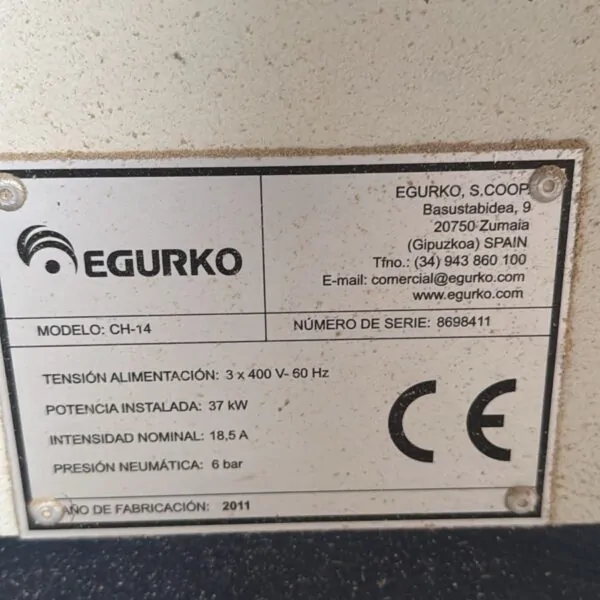 EGURKO
EGURKO, S.COOP.
Basustabidea, 9
20750 Zumaia
(Gipuzkoa) SPAIN
Tfno.: (34) 943 860 100
E-mail: comercial@egurko.com
www.egurko.com
MODELO: CH-14
NÚMERO DE SERIE: 8698411
TENSIÓN ALIMENTACIÓN: 3 x 400 V- 60 Hz
POTENCIA INSTALADA: 37 kW
INTENSIDAD NOMINAL: 18,5 A
PRESIÓN NEUMÁTICA: 6 bar
CE
AÑO DE FABRICACIÓN: 2011